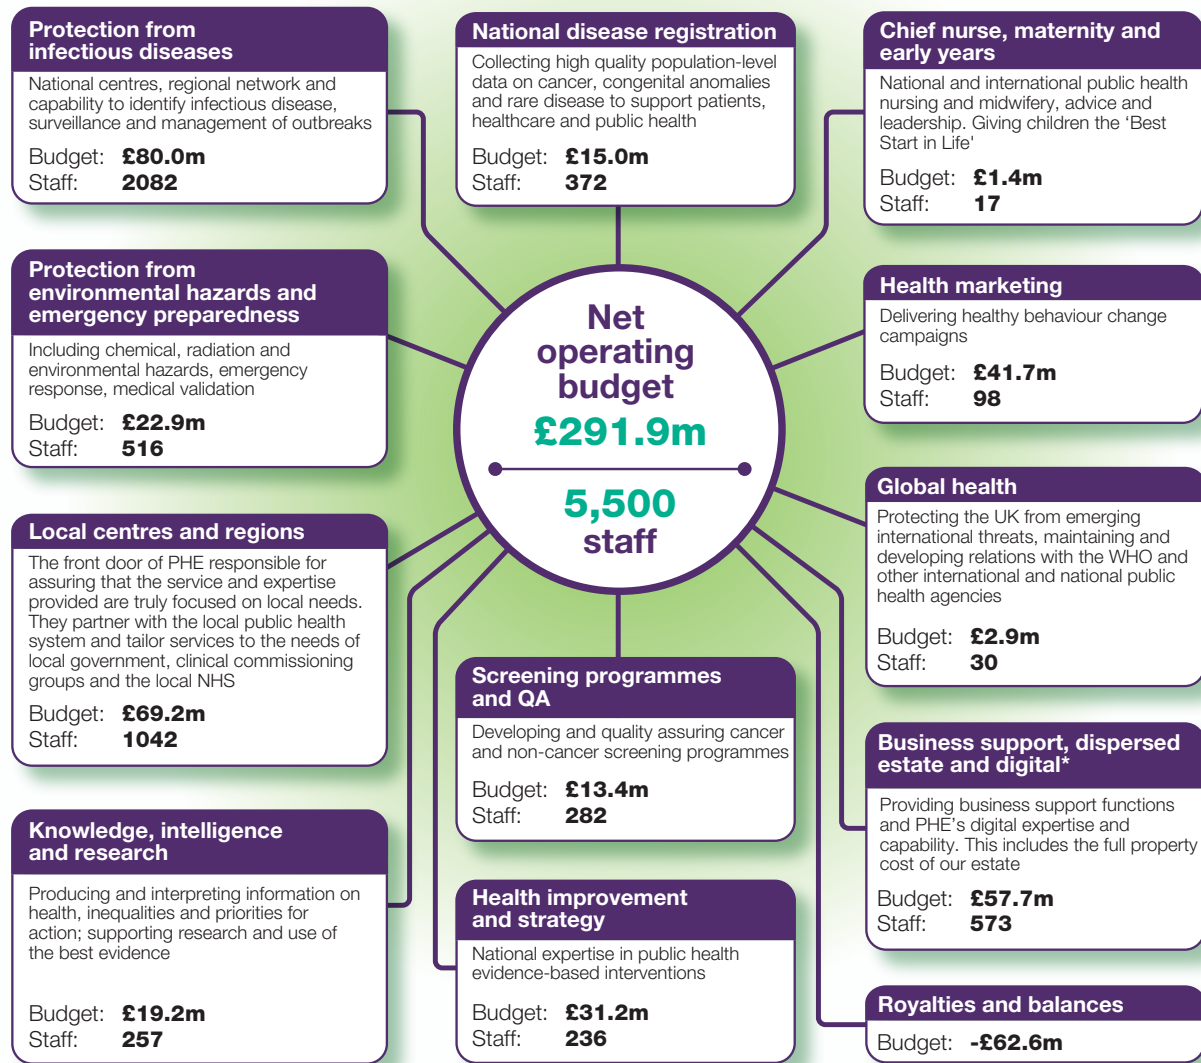 Protection from
infectious diseases
National centres, regional network and
capability to identify infectious disease,
surveillance and management of outbreaks
Budget: £80.0m
Staff: 2082
National disease registration
Collecting high quality population-level
data on cancer, congenital anomalies
and rare disease to support patients,
healthcare and public health
Budget: £15.0m
Staff: 372
Chief nurse, maternity and
early years
National and international public health
nursing and midwifery, advice and
leadership. Giving children the ‘Best
Start in Life'
Budget: £1.4m
Staff: 17
Protection from
environmental hazards and
emergency preparedness
Including chemical, radiation and
environmental hazards, emergency
response, medical validation
Budget: £22.9m
Staff: 516
Net
operating
budget
£291.9m
5,500
staff
Health marketing
Delivering healthy behaviour change
campaigns
Budget: £41.7m
Staff: 98
Local centres and regions
The front door of PHE responsible for
assuring that the service and expertise
provided are truly focused on local needs.
They partner with the local public health
system and tailor services to the needs of
local government, clinical commissioning
groups and the local NHS
Budget: £69.2m
Staff: 1042
Global health
Protecting the UK from emerging
international threats, maintaining and
developing relations with the WHO and
other international and national public
health agencies
Budget: £2.9m
Staff: 30
Screening programmes
and QA
Developing and quality assuring cancer
and non-cancer screening programmes
Budget: £13.4m
Staff: 282
Business support, dispersed
estate and digital*
Providing business support functions
and PHE’s digital expertise and
capability. This includes the full property
cost of our estate
Budget: £57.7m
Staff: 573
Knowledge, intelligence
and research
Producing and interpreting information on
health, inequalities and priorities for
action; supporting research and use of
the best evidence
Budget: £19.2m
Staff: 257
Health improvement
and strategy
National expertise in public health
evidence-based interventions
Budget: £31.2m
Staff: 236
Royalties and balances
Budget: -£62.6m